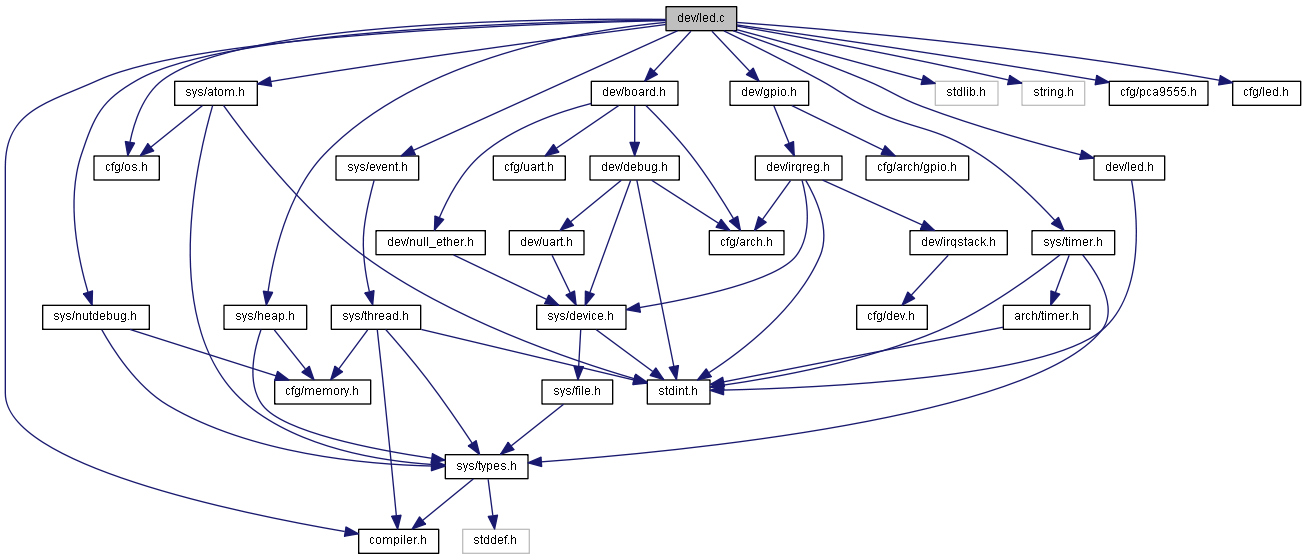 dev/led.c
sys/atom.h
dev/board.h
dev/gpio.h
stdlib.h
string.h
cfg/pca9555.h
cfg/led.h
cfg/os.h
sys/event.h
cfg/uart.h
dev/debug.h
dev/irqreg.h
cfg/arch/gpio.h
dev/led.h
dev/null_ether.h
dev/uart.h
cfg/arch.h
dev/irqstack.h
sys/timer.h
sys/nutdebug.h
sys/heap.h
sys/thread.h
sys/device.h
cfg/dev.h
arch/timer.h
cfg/memory.h
sys/file.h
stdint.h
sys/types.h
compiler.h
stddef.h